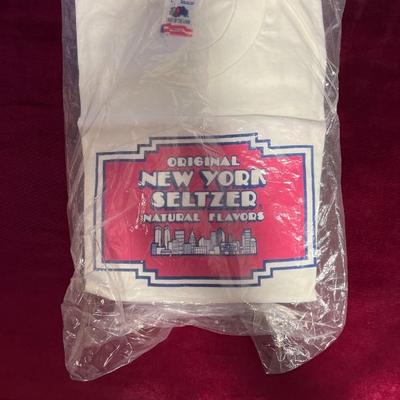 ORIGINAL
NEW YORK
SELTZER
NATURAL FLAVORS